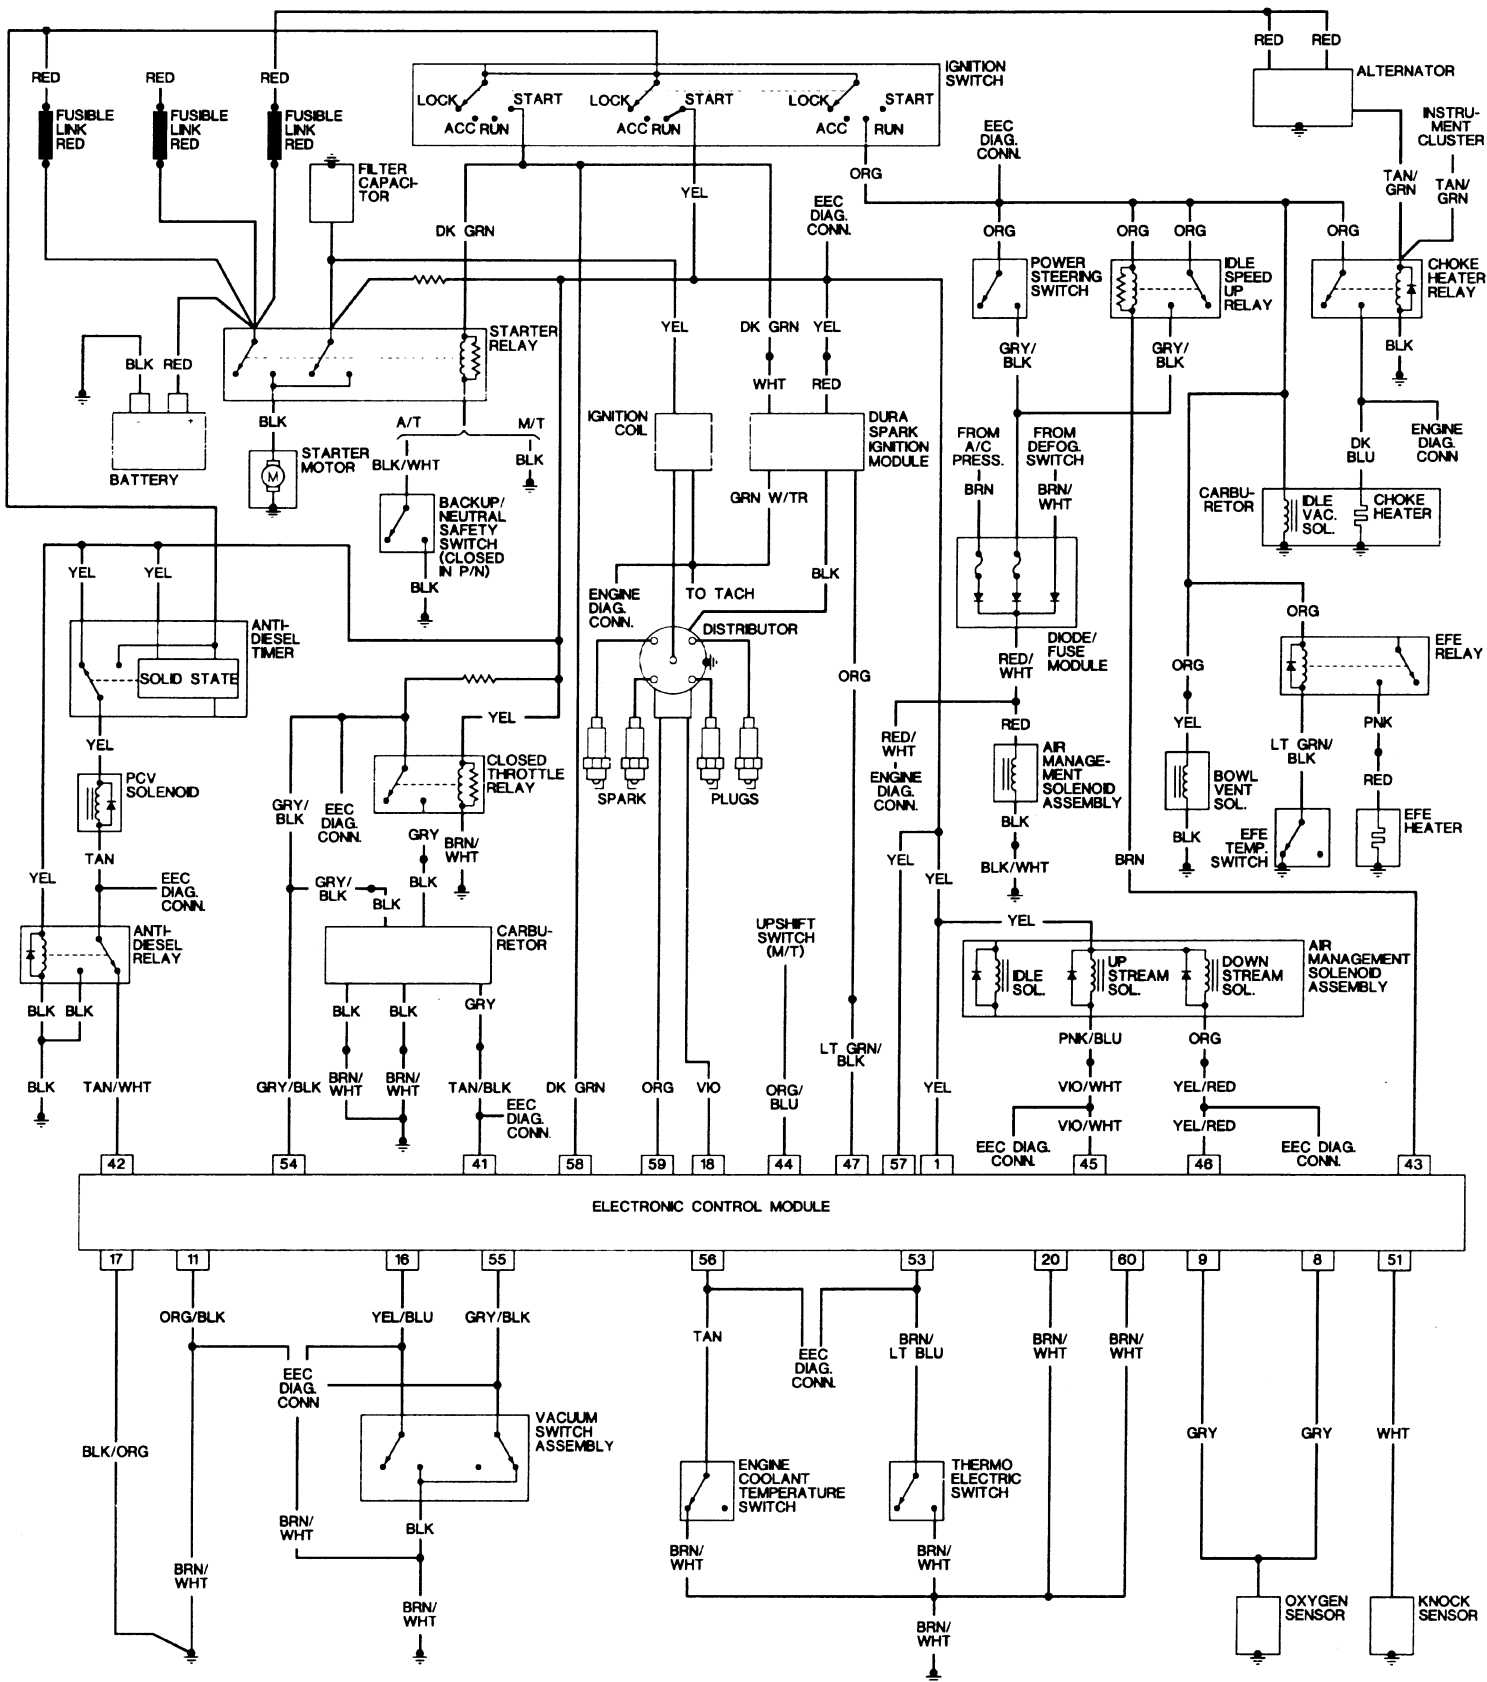 RED
RED
RED
RED
RED
FUSIBLE
LINK
RED
FUSIBLE
LINK
RED
FUSIBLE
LINK
RED
FILTER
CAPACI-
TOR
IGNITION
SWITCH
LOCK
START
ACC
RUN
LOCK
START
ACC
RUN
LOCK
START
ACC
RUN
ALTERNATOR
INSTRU-
MENT
CLUSTER
EEC
DIAG.
CONN.
ORG
YEL
DK GRN
EEC
DIAG.
CONN.
TAN/
GRN
TAN/
GRN
ORG
ORG
ORG
ORG
POWER
STEERING
SWITCH
IDLE
SPEED
UP
RELAY
CHOKE
HEATER
RELAY
STARTER
RELAY
YEL
DK GRN
YEL
GRY/
BLK
GRY/
BLK
BLK
BLK
RED
WHT
RED
BLK
A/T
M/T
IGNITION
COIL
DURA
SPARK
IGNITION
MODULE
FROM
A/C
PRESS.
FROM
DEFOG.
SWITCH
ENGINE
DIAG.
CONN
DK
BLU
BATTERY
STARTER
MOTOR
M
BLK/WHT
BLK
BACKUP/
NEUTRAL
SAFETY
SWITCH
(CLOSED
IN P/N)
GRN W/TR
BRN
BRN/
WHT
CARBU-
RETOR
IDLE
VAC.
SOL.
CHOKE
HEATER
YEL
YEL
BLK
ENGINE
DIAG.
CONN.
TO TACH
BLK
ORG
ANTI-
DIESEL
TIMER
SOLID STATE
DISTRIBUTOR
DIODE/
FUSE
MODULE
EFE
RELAY
RED/
WHT
ORG
ORG
YEL
YEL
RED/
WHT
ENGINE
DIAG.
CONN.
RED
YEL
LT GRN/
BLK
PNK
PCV
SOLENOID
CLOSED
THROTTLE
RELAY
AIR
MANAGE-
MENT
SOLENOID
ASSEMBLY
BOWL
VENT
SOL.
RED
SPARK
PLUGS
GRY/
BLK
EEC
DIAG.
CONN.
GRY
BRN/
WHT
BLK
BLK
EFE
TEMP.
SWITCH
EFE
HEATER
TAN
YEL
EEC
DIAG.
CONN.
GRY/
BLK
BLK
BLK
YEL
YEL
BLK/WHT
BRN
YEL
ANTI-
DIESEL
RELAY
CARBU-
RETOR
UPSHIFT
SWITCH
(M/T)
IDLE
SOL.
UP
STREAM
SOL.
DOWN
STREAM
SOL.
AIR
MANAGEMENT
SOLENOID
ASSEMBLY
BLK
BLK
BLK
BLK
GRY
LT GRN/
BLK
PNK/BLU
ORG
BLK
TAN/WHT
GRY/BLK
BRN/
WHT
BRN/
WHT
TAN/BLK
DK GRN
ORG
VIO
ORG/
BLU
YEL
VIO/WHT
YEL/RED
EEC
DIAG.
CONN.
VIO/WHT
YEL/RED
EEC DIAG.
CONN.
EEC DIAG.
CONN.
42
54
41
58
59
18
44
47
57
1
45
46
43
ELECTRONIC CONTROL MODULE
17
11
16
55
56
53
20
60
9
8
51
ORG/BLK
YEL/BLU
GRY/BLK
TAN
BRN/
LT BLU
BRN/
WHT
BRN/
WHT
EEC
DIAG.
CONN
EEC
DIAG.
CONN.
VACUUM
SWITCH
ASSEMBLY
BLK/ORG
GRY
GRY
WHT
ENGINE
COOLANT
TEMPERATURE
SWITCH
THERMO
ELECTRIC
SWITCH
BRN/
WHT
BLK
BRN/
WHT
BRN/
WHT
BRN/
WHT
BRN/
WHT
BRN/
WHT
OXYGEN
SENSOR
KNOCK
SENSOR